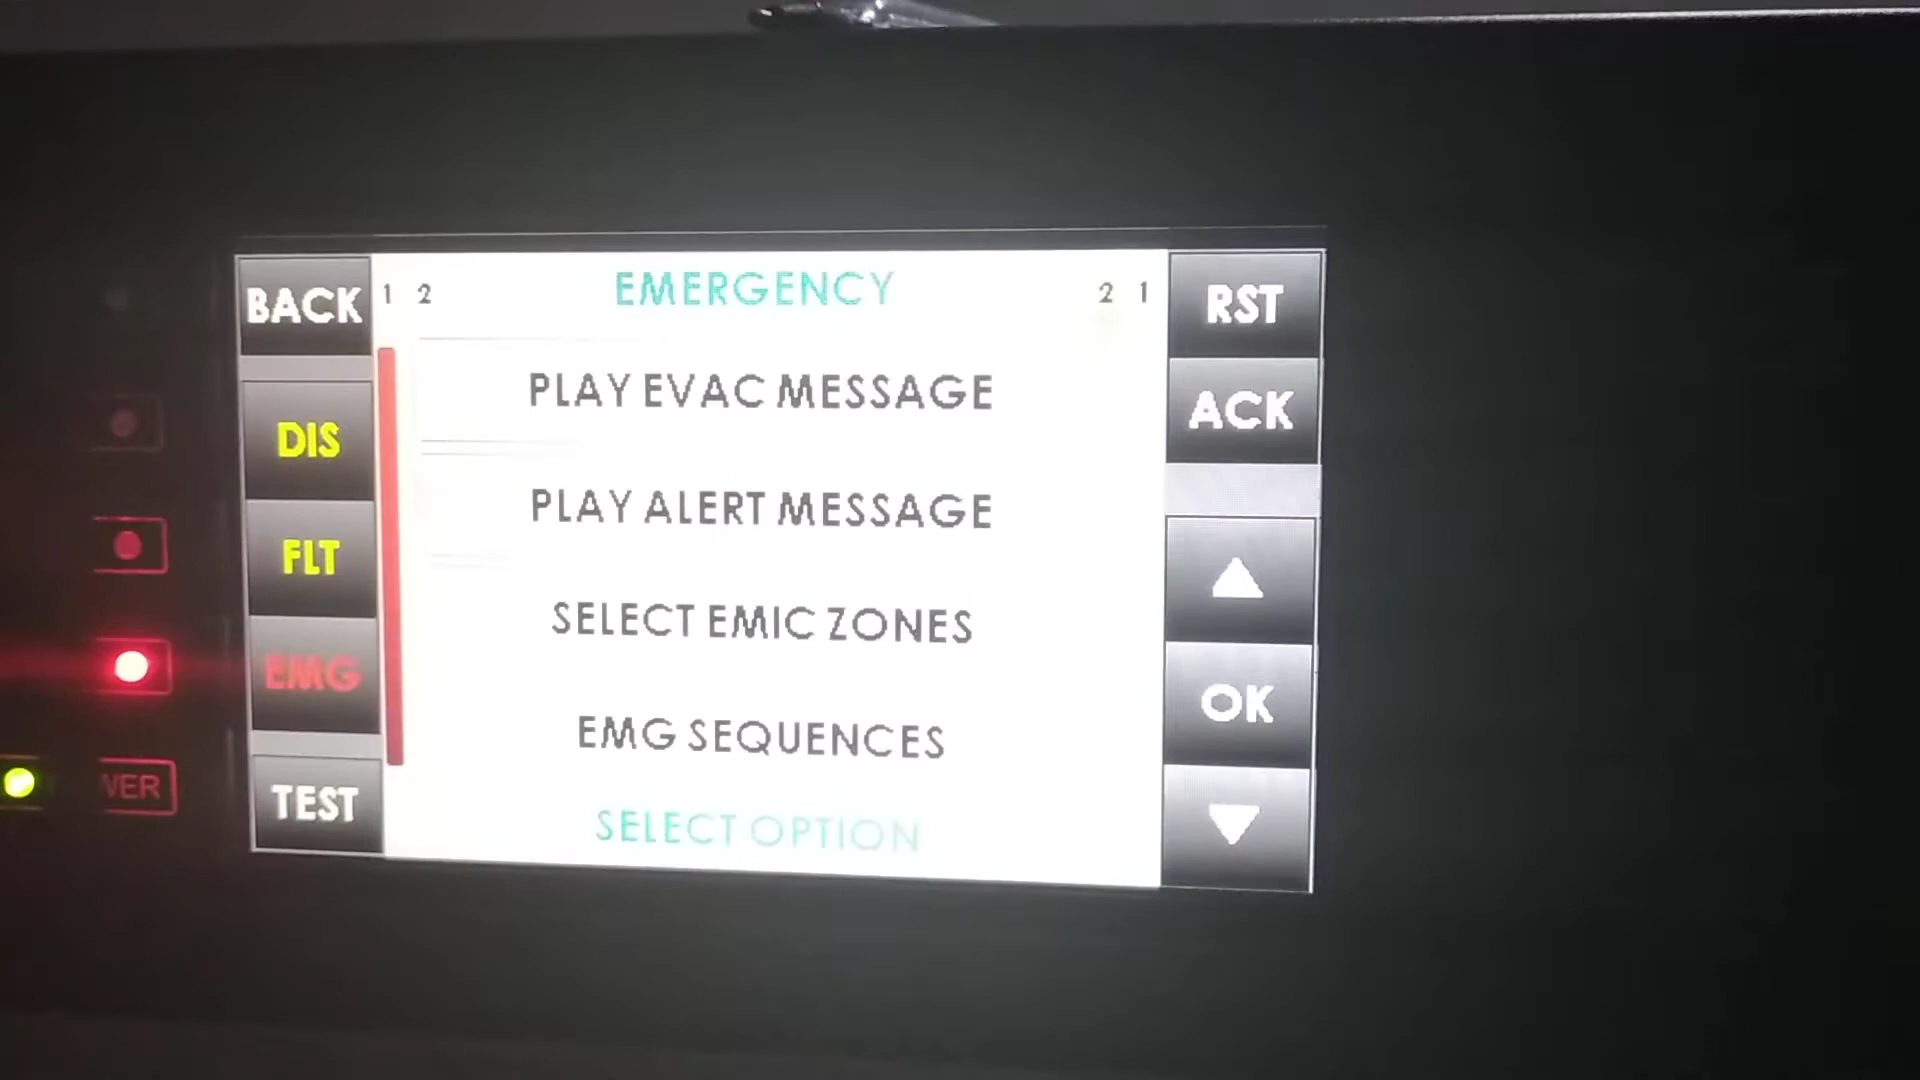 BACK
1 2
EMERGENCY
2 1
RST
PLAY EVAC MESSAGE
ACK
DIS
PLAY ALERT MESSAGE
FLT
SELECT EMIC ZONES
EMG
OK
EMG SEQUENCES
TEST
SELECT OPTION